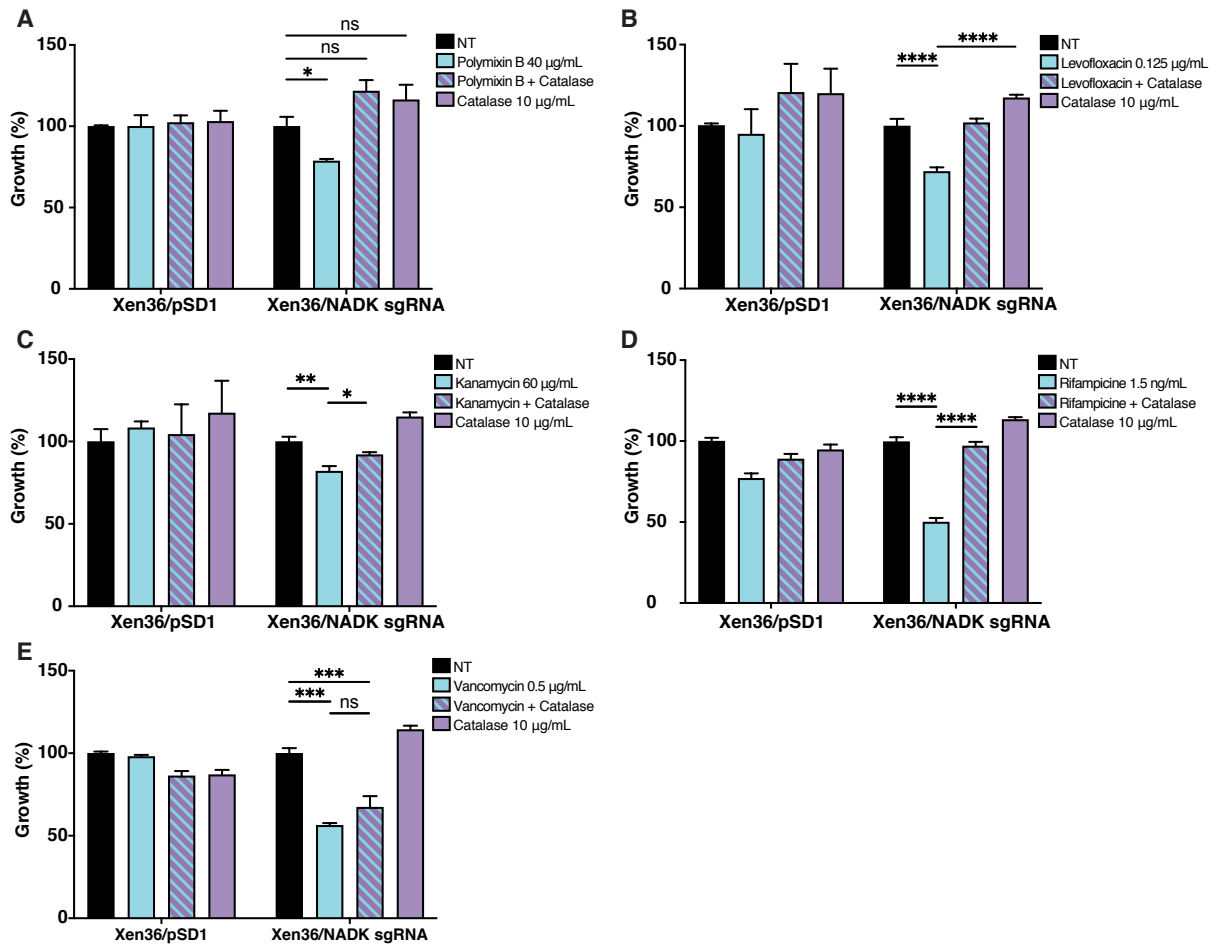 A
ns
ns
*
150
100
50
0
Growth (%)
Xen36/pSD1
Xen36/NADK sgRNA
NT
Polymixin B 40 µg/mL
Polymixin B + Catalase
Catalase 10 µg/mL
B
****
****
150
100
50
0
Growth (%)
Xen36/pSD1
Xen36/NADK sgRNA
NT
Levofloxacin 0.125 µg/mL
Levofloxacin + Catalase
Catalase 10 µg/mL
C
**
*
150
100
50
0
Growth (%)
Xen36/pSD1
Xen36/NADK sgRNA
NT
Kanamycin 60 µg/mL
Kanamycin + Catalase
Catalase 10 µg/mL
D
****
****
150
100
50
0
Growth (%)
Xen36/pSD1
Xen36/NADK sgRNA
NT
Rifampicine 1.5 ng/mL
Rifampicine + Catalase
Catalase 10 µg/mL
E
***
***
ns
150
100
50
0
Growth (%)
Xen36/pSD1
Xen36/NADK sgRNA
NT
Vancomycin 0.5 µg/mL
Vancomycin + Catalase
Catalase 10 µg/mL